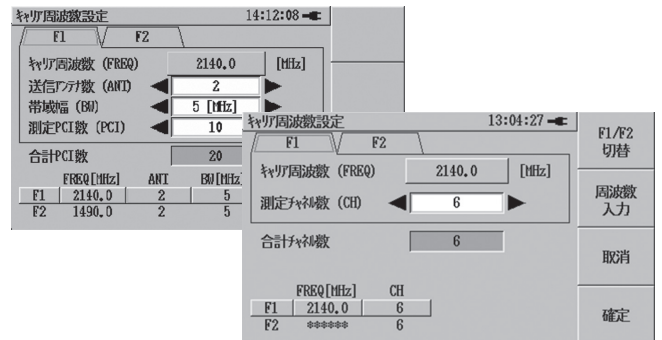 ｷｬﾘｱ周波数設定 14:12:08
F1 F2
ｷｬﾘｱ周波数 (FREQ) 2140.0 [MHz]
送信ｱﾝﾃﾅ数 (ANT) 2
帯域幅 (BW) 5 [MHz]
測定PCI数 (PCI) 10
合計PCI数 20
FREQ[MHz] ANT BW[MHz
F1 2140.0 2 5
F2 1490.0 2 5
ｷｬﾘｱ周波数設定 13:04:27
F1 F2
ｷｬﾘｱ周波数 (FREQ) 2140.0 [MHz]
測定ﾁｬﾈﾙ数 (CH) 6
合計ﾁｬﾈﾙ数 6
FREQ[MHz] CH
F1 2140.0 6
F2 ****** 6
F1/F2
切替
周波数
入力
取消
確定